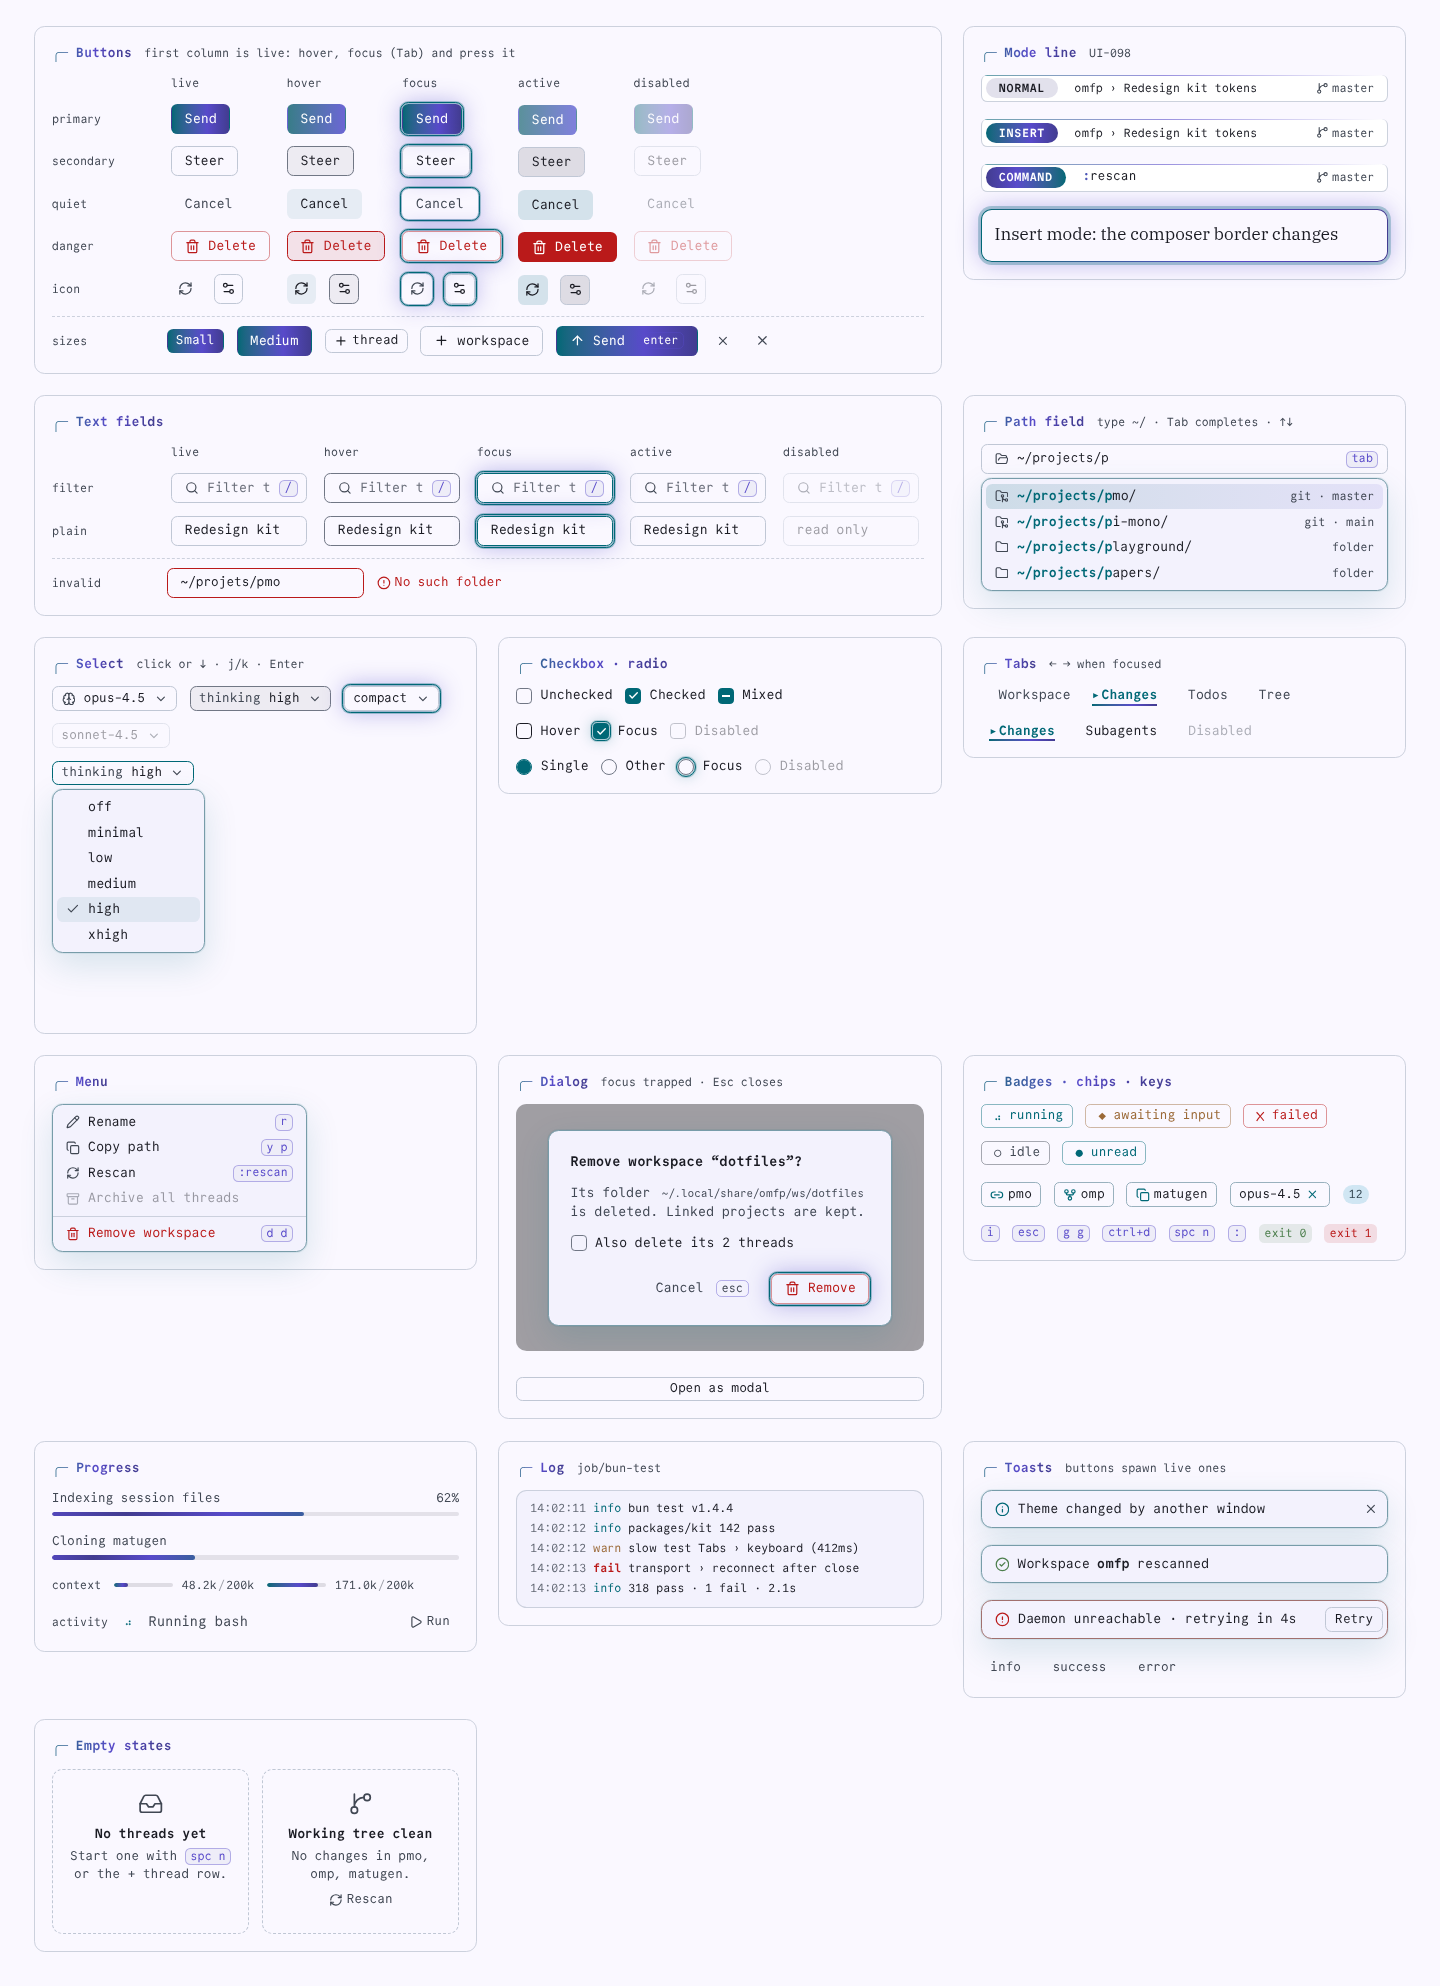 Buttons first column is live: hover, focus (Tab) and press it
live hover focus active disabled
primary Send Send Send Send Send
secondary Steer Steer Steer Steer Steer
quiet Cancel Cancel Cancel Cancel Cancel
danger Delete Delete Delete Delete Delete
icon
sizes Small Medium + thread + workspace ↑ Send enter × ×
Mode line UI-098
NORMAL omfp › Redesign kit tokens master
INSERT omfp › Redesign kit tokens master
COMMAND :rescan master
Insert mode: the composer border changes
Text fields
live hover focus active disabled
filter Filter t / Filter t / Filter t / Filter t / Filter t /
plain Redesign kit Redesign kit Redesign kit Redesign kit read only
invalid ~/projets/pmo No such folder
Path field type ~/ · Tab completes · ↑↓
~/projects/p tab
~/projects/pmo/ git · master
~/projects/pi-mono/ git · main
~/projects/playground/ folder
~/projects/papers/ folder
Select click or ↓ · j/k · Enter
opus-4.5 thinking high compact
sonnet-4.5
thinking high
off
minimal
low
medium
high
xhigh
Checkbox · radio
Unchecked Checked Mixed
Hover Focus Disabled
Single Other Focus Disabled
Tabs ← → when focused
Workspace ▸Changes Todos Tree
▸Changes Subagents Disabled
Menu
Rename r
Copy path y p
Rescan :rescan
Archive all threads
Remove workspace d d
Dialog focus trapped · Esc closes
Remove workspace “dotfiles”?
Its folder ~/.local/share/omfp/ws/dotfiles
is deleted. Linked projects are kept.
Also delete its 2 threads
Cancel esc Remove
Open as modal
Badges · chips · keys
running ◆ awaiting input failed
○ idle ● unread
pmo omp matugen opus-4.5 × 12
i esc g g ctrl+d spc n : exit 0 exit 1
Progress
Indexing session files 62%
Cloning matugen
context 48.2k/200k 171.0k/200k
activity Running bash Run
Log job/bun-test
14:02:11 info bun test v1.4.4
14:02:12 info packages/kit 142 pass
14:02:12 warn slow test Tabs › keyboard (412ms)
14:02:13 fail transport › reconnect after close
14:02:13 info 318 pass · 1 fail · 2.1s
Toasts buttons spawn live ones
Theme changed by another window ×
Workspace omfp rescanned
Daemon unreachable · retrying in 4s Retry
info success error
Empty states
No threads yet
Start one with spc n
or the + thread row.
Working tree clean
No changes in pmo,
omp, matugen.
Rescan